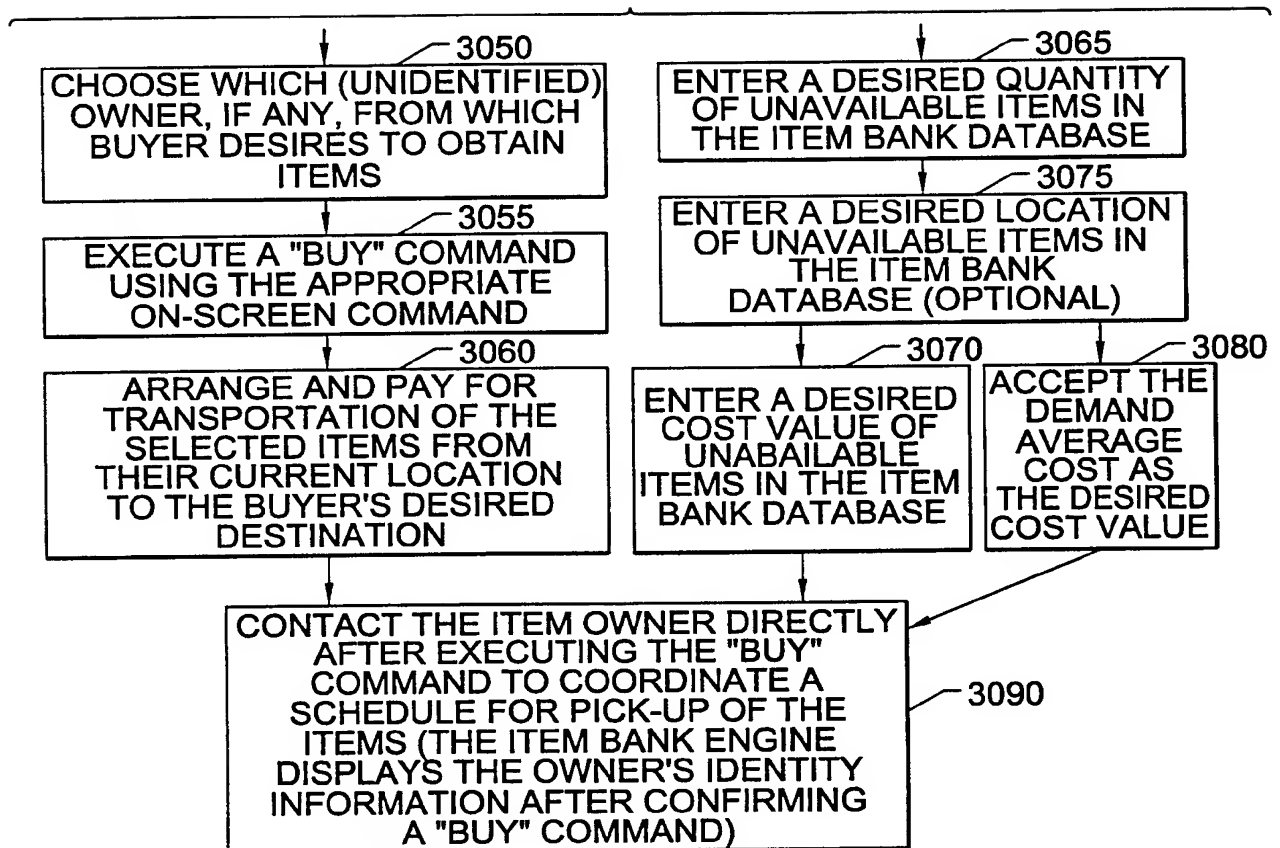 3050
CHOOSE WHICH (UNIDENTIFIED)
OWNER, IF ANY, FROM WHICH
BUYER DESIRES TO OBTAIN
ITEMS
3055
EXECUTE A "BUY" COMMAND
USING THE APPROPRIATE
ON-SCREEN COMMAND
3060
ARRANGE AND PAY FOR
TRANSPORTATION OF THE
SELECTED ITEMS FROM
THEIR CURRENT LOCATION
TO THE BUYER'S DESIRED
DESTINATION
3065
ENTER A DESIRED QUANTITY
OF UNAVAILABLE ITEMS IN
THE ITEM BANK DATABASE
3075
ENTER A DESIRED LOCATION
OF UNAVAILABLE ITEMS IN
THE ITEM BANK
DATABASE (OPTIONAL)
3070
ENTER A DESIRED
COST VALUE OF
UNABAILABLE
ITEMS IN THE ITEM
BANK DATABASE
3080
ACCEPT THE
DEMAND
AVERAGE
COST AS
THE DESIRED
COST VALUE
CONTACT THE ITEM OWNER DIRECTLY
AFTER EXECUTING THE "BUY"
COMMAND TO COORDINATE A
SCHEDULE FOR PICK-UP OF THE
ITEMS (THE ITEM BANK ENGINE
DISPLAYS THE OWNER'S IDENTITY
INFORMATION AFTER CONFIRMING
A "BUY" COMMAND)
3090